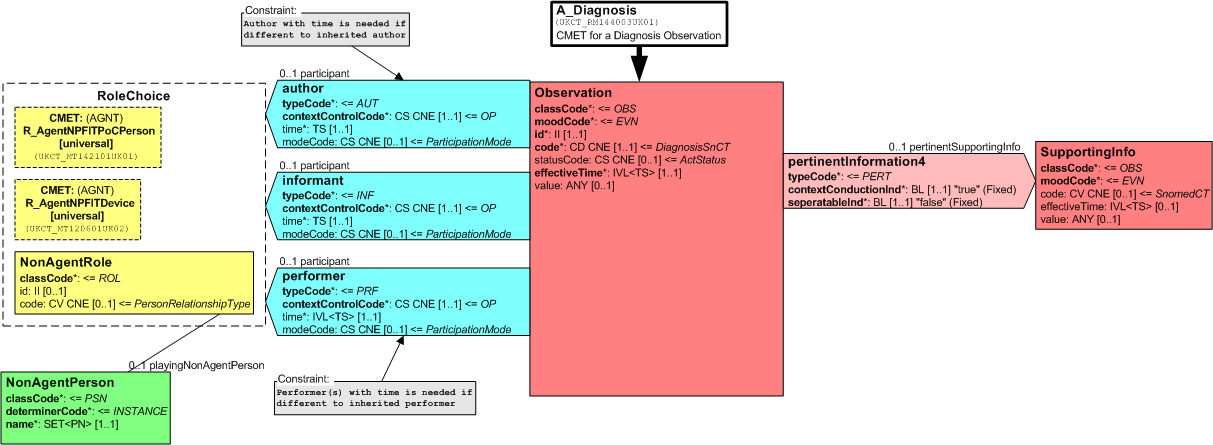 Constraint:
Author with time is needed if
different to inherited author
A_Diagnosis
(UKCT_RM144003UK01)
CMET for a Diagnosis Observation
0..1 participant
author
typeCode*: <= AUT
contextControlCode*: CS CNE [1..1] <= OP
time*: TS [1..1]
modeCode: CS CNE [0..1] <= ParticipationMode
RoleChoice
CMET: (AGNT)
R_AgentNPFITPoCPerson
[universal]
(UKCT_MT142101UK01)
CMET: (AGNT)
R_AgentNPFITDevice
[universal]
(UKCT_MT120601UK02)
NonAgentRole
classCode*: <= ROL
id: II [0..1]
code: CV CNE [0..1] <= PersonRelationshipType
0..1 participant
informant
typeCode*: <= INF
contextControlCode*: CS CNE [1..1] <= OP
time*: TS [1..1]
modeCode: CS CNE [0..1] <= ParticipationMode
0..1 participant
performer
typeCode*: <= PRF
contextControlCode*: CS CNE [1..1] <= OP
time*: IVL<TS> [1..1]
modeCode: CS CNE [0..1] <= ParticipationMode
Observation
classCode*: <= OBS
moodCode*: <= EVN
id*: II [1..1]
code*: CD CNE [1..1] <= DiagnosisSnCT
statusCode: CS CNE [0..1] <= ActStatus
effectiveTime*: IVL<TS> [1..1]
value: ANY [0..1]
0..1 pertinentSupportingInfo
pertinentInformation4
typeCode*: <= PERT
contextConductionInd*: BL [1..1] "true" (Fixed)
seperatableInd*: BL [1..1] "false" (Fixed)
SupportingInfo
classCode*: <= OBS
moodCode*: <= EVN
code: CV CNE [0..1] <= SnomedCT
effectiveTime: IVL<TS> [0..1]
value: ANY [0..1]
0..1 playingNonAgentPerson
NonAgentPerson
classCode*: <= PSN
determinerCode*: <= INSTANCE
name*: SET<PN> [1..1]
Constraint:
Performer(s) with time is needed if
different to inherited performer